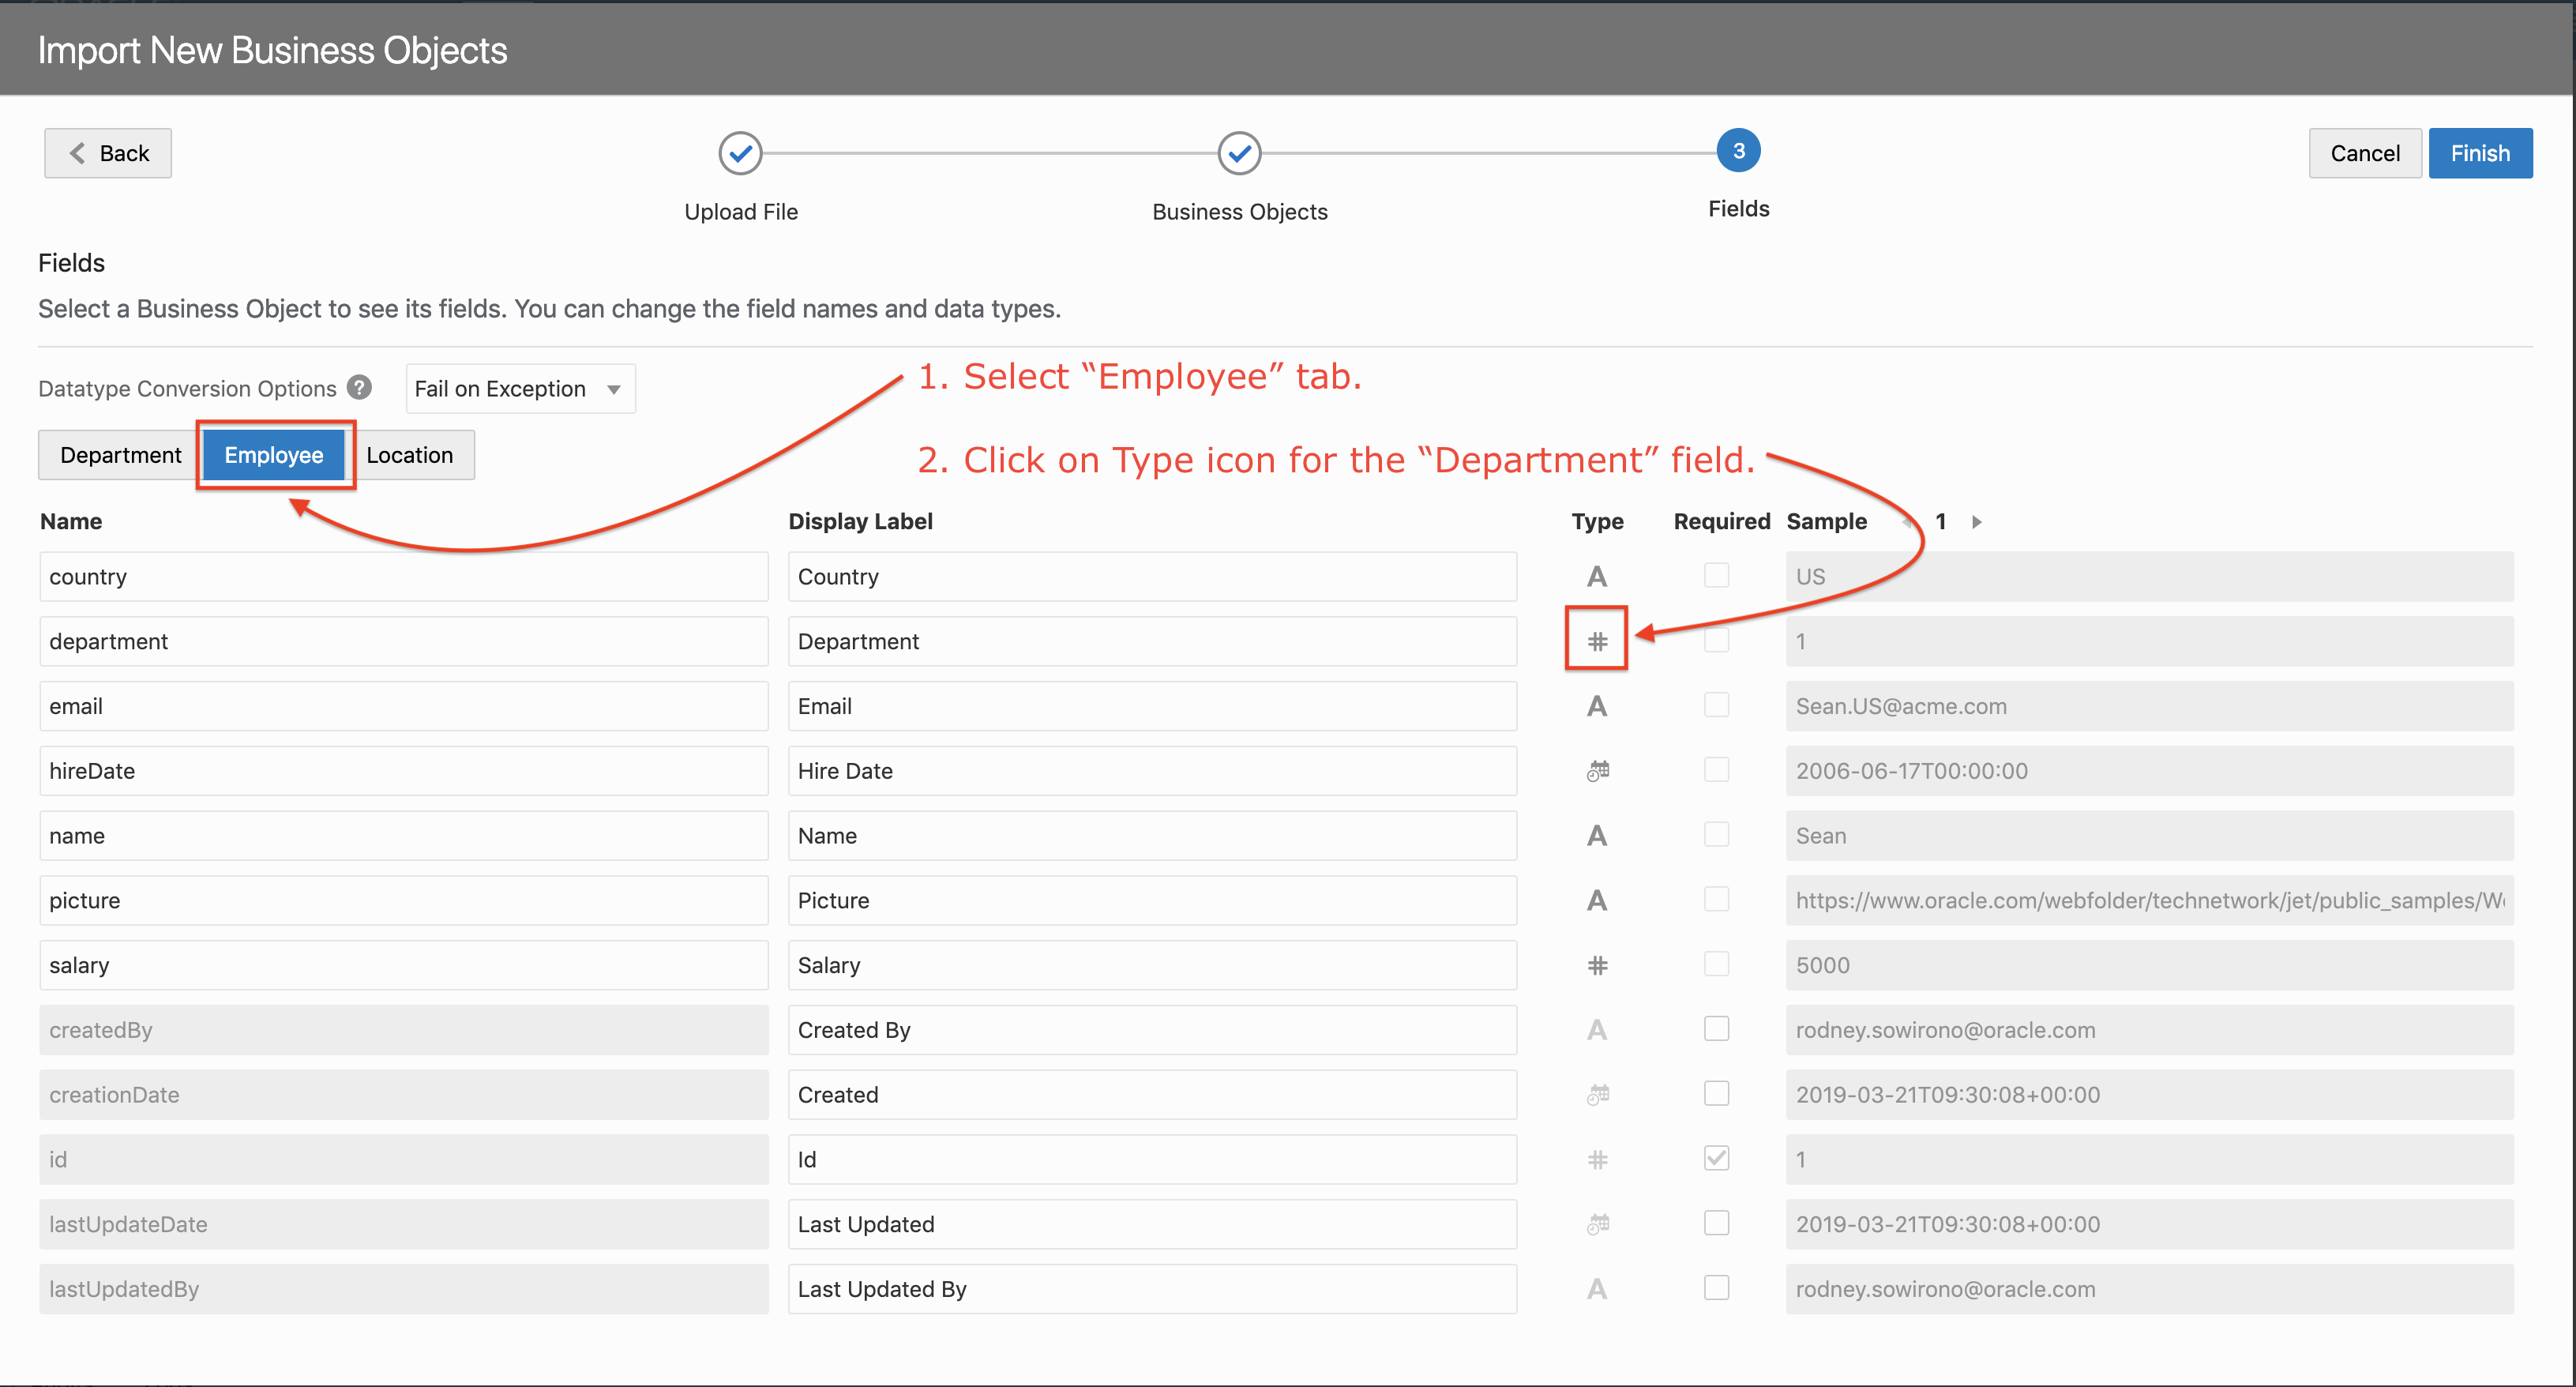 Import New Business Objects
Back
3
Cancel Finish
Upload File Business Objects Fields
Fields
Select a Business Object to see its fields. You can change the field names and data types.
Datatype Conversion Options ? Fail on Exception
1. Select “Employee” tab.
Department Employee Location
2. Click on Type icon for the “Department” field.
Name Display Label Type Required Sample 1
country Country A US
department Department # 1
email Email A Sean.US@acme.com
hireDate Hire Date 2006-06-17T00:00:00
name Name A Sean
picture Picture A https://www.oracle.com/webfolder/technetwork/jet/public_samples/W
salary Salary # 5000
createdBy Created By A rodney.sowirono@oracle.com
creationDate Created 2019-03-21T09:30:08+00:00
id Id # 1
lastUpdateDate Last Updated 2019-03-21T09:30:08+00:00
lastUpdatedBy Last Updated By A rodney.sowirono@oracle.com